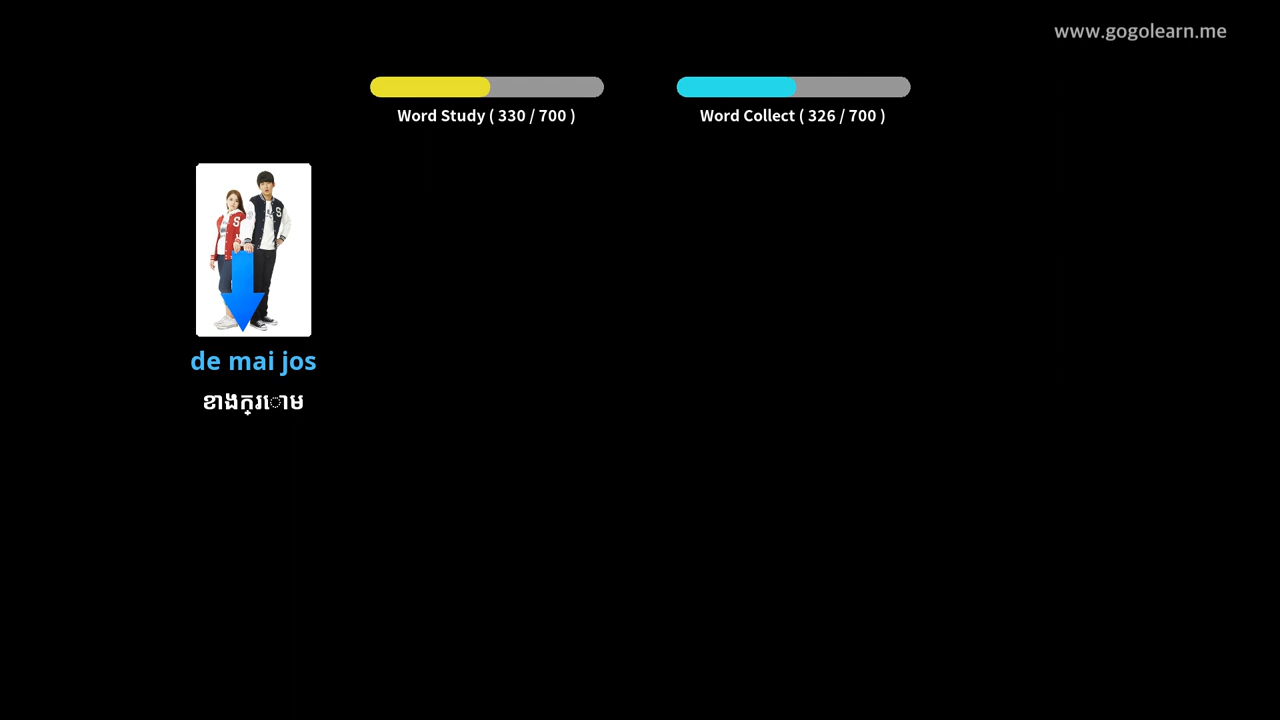 www.gogolearn.me
Word Study ( 330 / 700 )
Word Collect ( 326 / 700 )
de mai jos
ខាងក្រោម